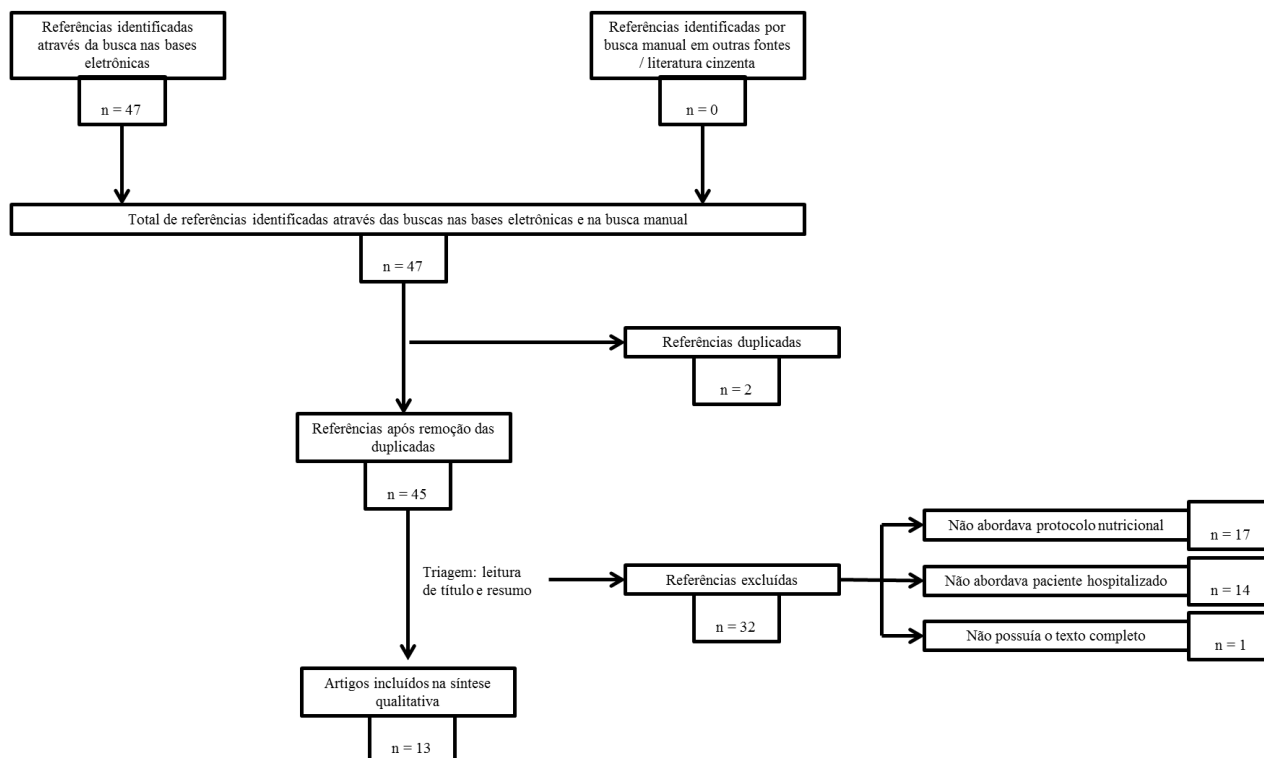 Referências identificadas
através da busca nas bases
eletrônicas
n = 47
Referências identificadas por
busca manual em outras fontes
/ literatura cinzenta
n = 0
Total de referências identificadas através das buscas nas bases eletrônicas e na busca manual
n = 47
Referências duplicadas
n = 2
Referências após remoção das
duplicadas
n = 45
Triagem: leitura
de título e resumo
Referências excluídas
n = 32
Não abordava protocolo nutricional
n = 17
Não abordava paciente hospitalizado
n = 14
Não possuía o texto completo
n = 1
Artigos incluídos na síntese
qualitativa
n = 13